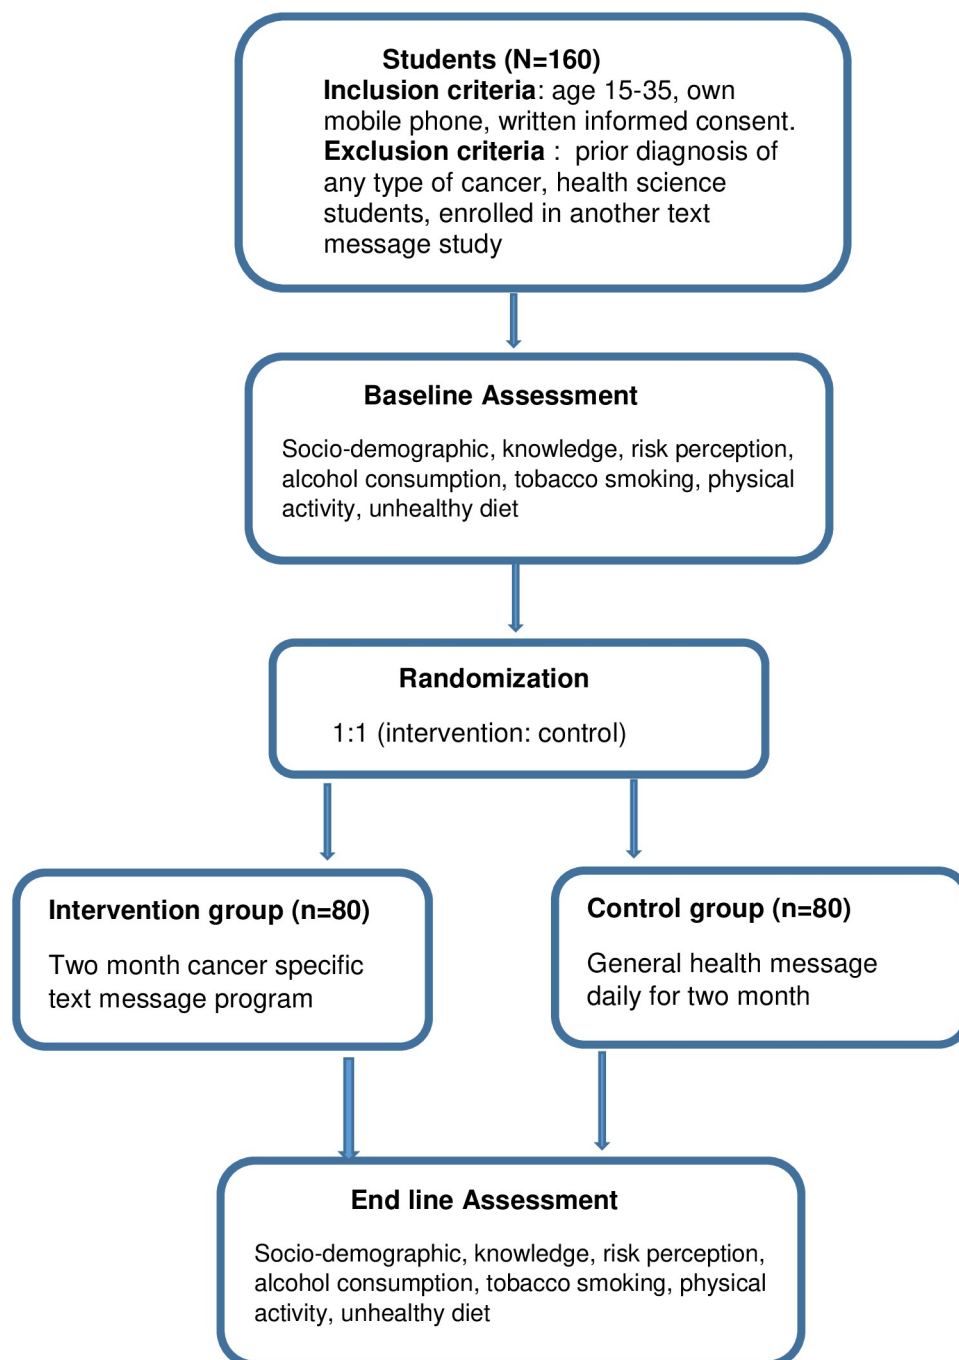 Students (N=160)
Inclusion criteria: age 15-35, own
mobile phone, written informed consent.
Exclusion criteria :  prior diagnosis of
any type of cancer, health science
students, enrolled in another text
message study
Baseline Assessment
Socio-demographic, knowledge, risk perception,
alcohol consumption, tobacco smoking, physical
activity, unhealthy diet
Randomization
1:1 (intervention: control)
Intervention group (n=80)
Two month cancer specific
text message program
Control group (n=80)
General health message
daily for two month
End line Assessment
Socio-demographic, knowledge, risk perception,
alcohol consumption, tobacco smoking, physical
activity, unhealthy diet